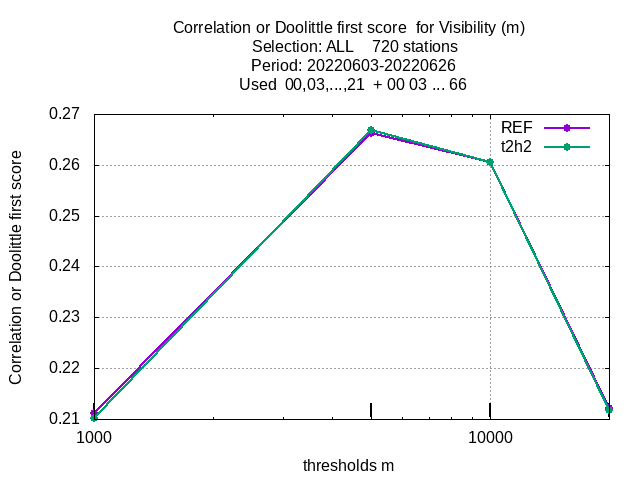 Correlation or Doolittle first score  for Visibility (m)
Selection: ALL    720 stations
Period: 20220603-20220626
Used  00,03,...,21  + 00 03 ... 66
Correlation or Doolittle first score
0.27
0.26
0.25
0.24
0.23
0.22
0.21
REF
t2h2
1000
10000
thresholds m